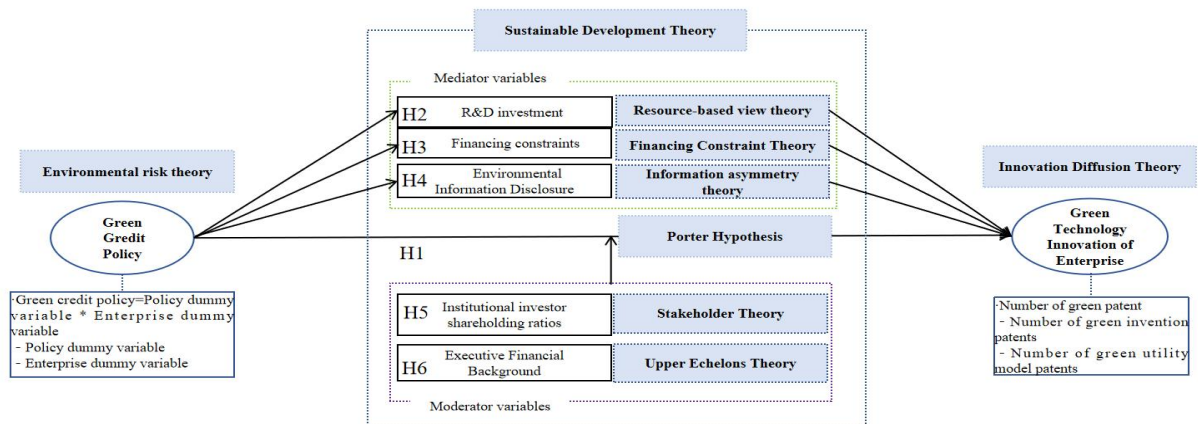 Sustainable Development Theory
Mediator variables
H2
R&D investment
Resource-based view theory
H3
Financing constraints
Financing Constraint Theory
H4
Environmental
Information Disclosure
Information asymmetry
theory
Environmental risk theory
Innovation Diffusion Theory
Green
Gredit
Policy
Green
Technology
Innovation of
Enterprise
H1
Porter Hypothesis
·Green credit policy=Policy dummy
variable * Enterprise dummy
variable
- Policy dummy variable
- Enterprise dummy variable
H5
Institutional investor
shareholding ratios
Stakeholder Theory
H6
Executive Financial
Background
Upper Echelons Theory
Moderator variables
·Number of green patent
- Number of green invention
patents
- Number of green utility
model patents